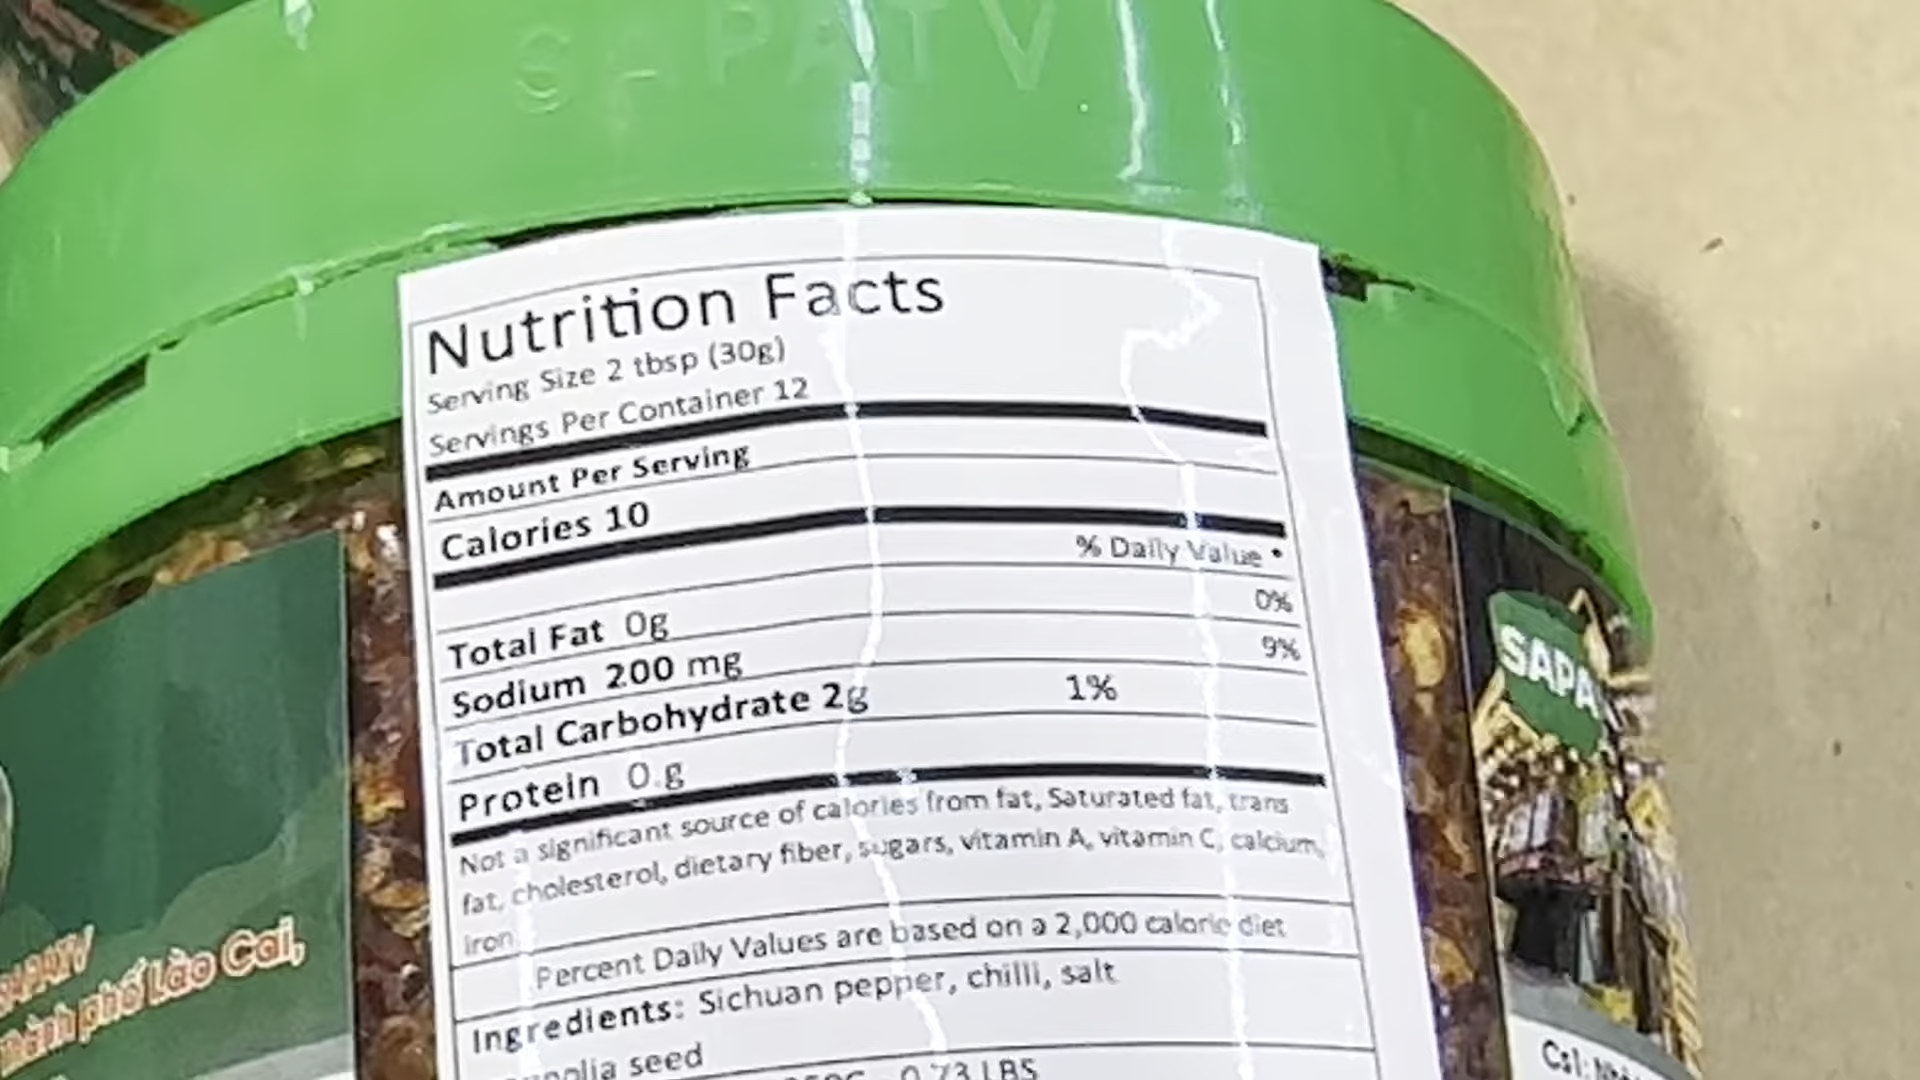 SAPATV
Nutrition Facts
Serving Size 2 tbsp (30g)
Servings Per Container 12
Amount Per Serving
Calories 10
% Daily Value *
Total Fat 0g 0%
Sodium 200 mg 9%
Total Carbohydrate 2g 1%
Protein 0 g
Not a significant source of calories from fat, Saturated fat, trans
fat, cholesterol, dietary fiber, sugars, vitamin A, vitamin C, calcium,
iron
Percent Daily Values are based on a 2,000 calorie diet
Ingredients: Sichuan pepper, chilli, salt
seed
0.73 LBS
SAPATV
thành phố Lào Cai,
SAPA